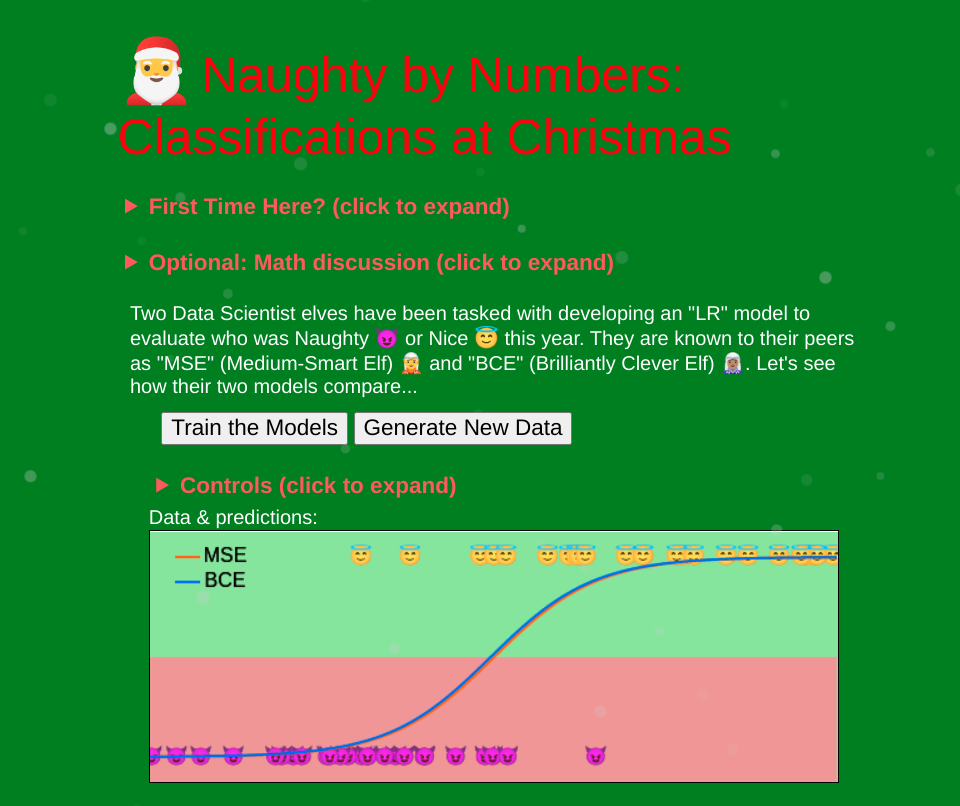 Naughty by Numbers:
Classifications at Christmas
First Time Here? (click to expand)
Optional: Math discussion (click to expand)
Two Data Scientist elves have been tasked with developing an "LR" model to
evaluate who was Naughty 😈 or Nice 😇 this year. They are known to their peers
as "MSE" (Medium-Smart Elf) 🧝 and "BCE" (Brilliantly Clever Elf) 🧝🏽‍♀️. Let's see
how their two models compare...
Train the Models Generate New Data
Controls (click to expand)
Data & predictions:
MSE
BCE